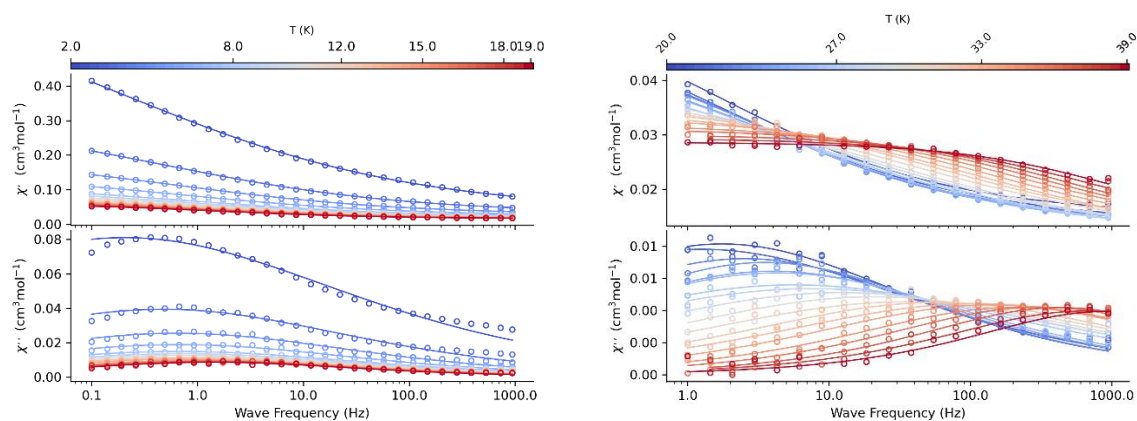 T (K)
2.0 8.0 12.0 15.0 18.019.0
χ' (cm³mol⁻¹)
0.40
0.30
0.20
0.10
0.00
χ'' (cm³mol⁻¹)
0.08
0.06
0.04
0.02
0.00
0.1 1.0 10.0 100.0 1000.0
Wave Frequency (Hz)
T (K)
20.0 27.0 33.0 39.0
χ' (cm³mol⁻¹)
0.04
0.03
0.02
χ'' (cm³mol⁻¹)
0.01
0.01
0.00
0.00
0.00
1.0 10.0 100.0 1000.0
Wave Frequency (Hz)